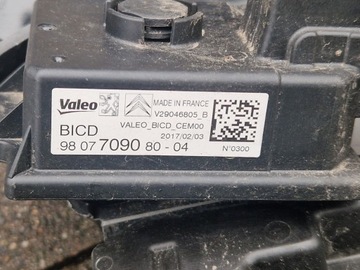 Valeo
MADE IN FRANCE
V29046805_B
VALEO_BICD_CEM00
2017/02/03
BICD
98 07 7090 80 - 04
N°0300